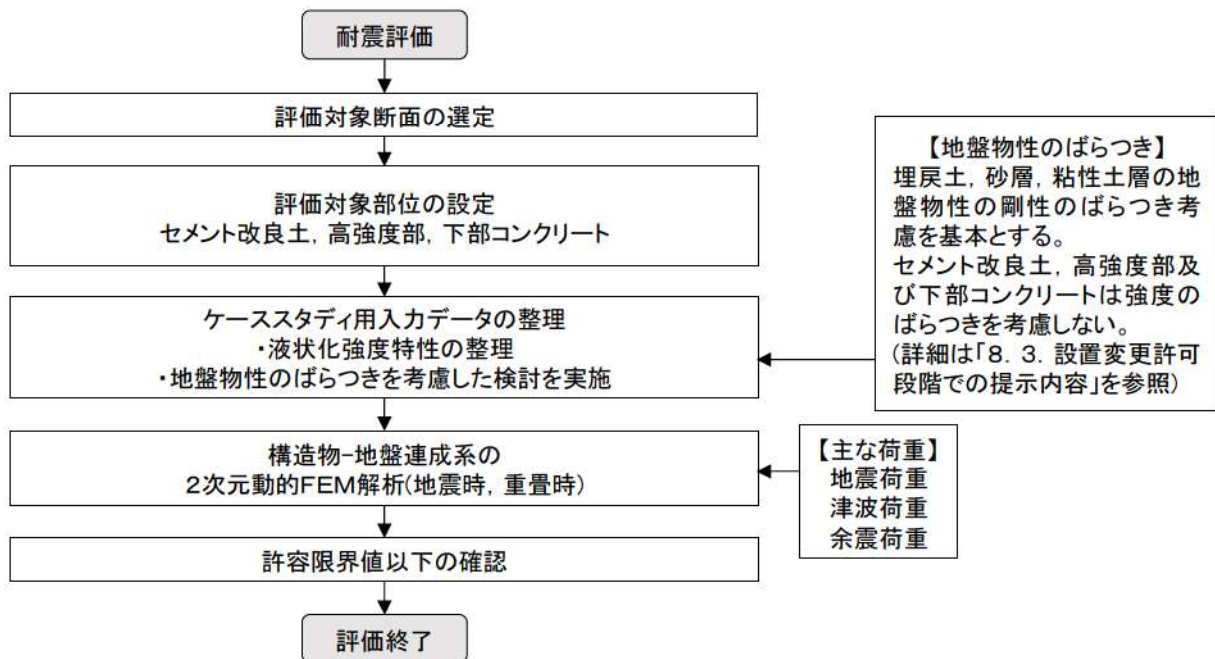 耐震評価
評価対象断面の選定
評価対象部位の設定
セメント改良土，高強度部，下部コンクリート
ケーススタディ用入力データの整理
・液状化強度特性の整理
・地盤物性のばらつきを考慮した検討を実施
【地盤物性のばらつき】
埋戻土，砂層，粘性土層の地
盤物性の剛性のばらつき考
慮を基本とする。
セメント改良土，高強度部及
び下部コンクリートは強度の
ばらつきを考慮しない。
(詳細は「８．３．設置変更許可
段階での提示内容」を参照)
構造物－地盤連成系の
２次元動的ＦＥＭ解析(地震時，重畳時)
【主な荷重】
地震荷重
津波荷重
余震荷重
許容限界値以下の確認
評価終了